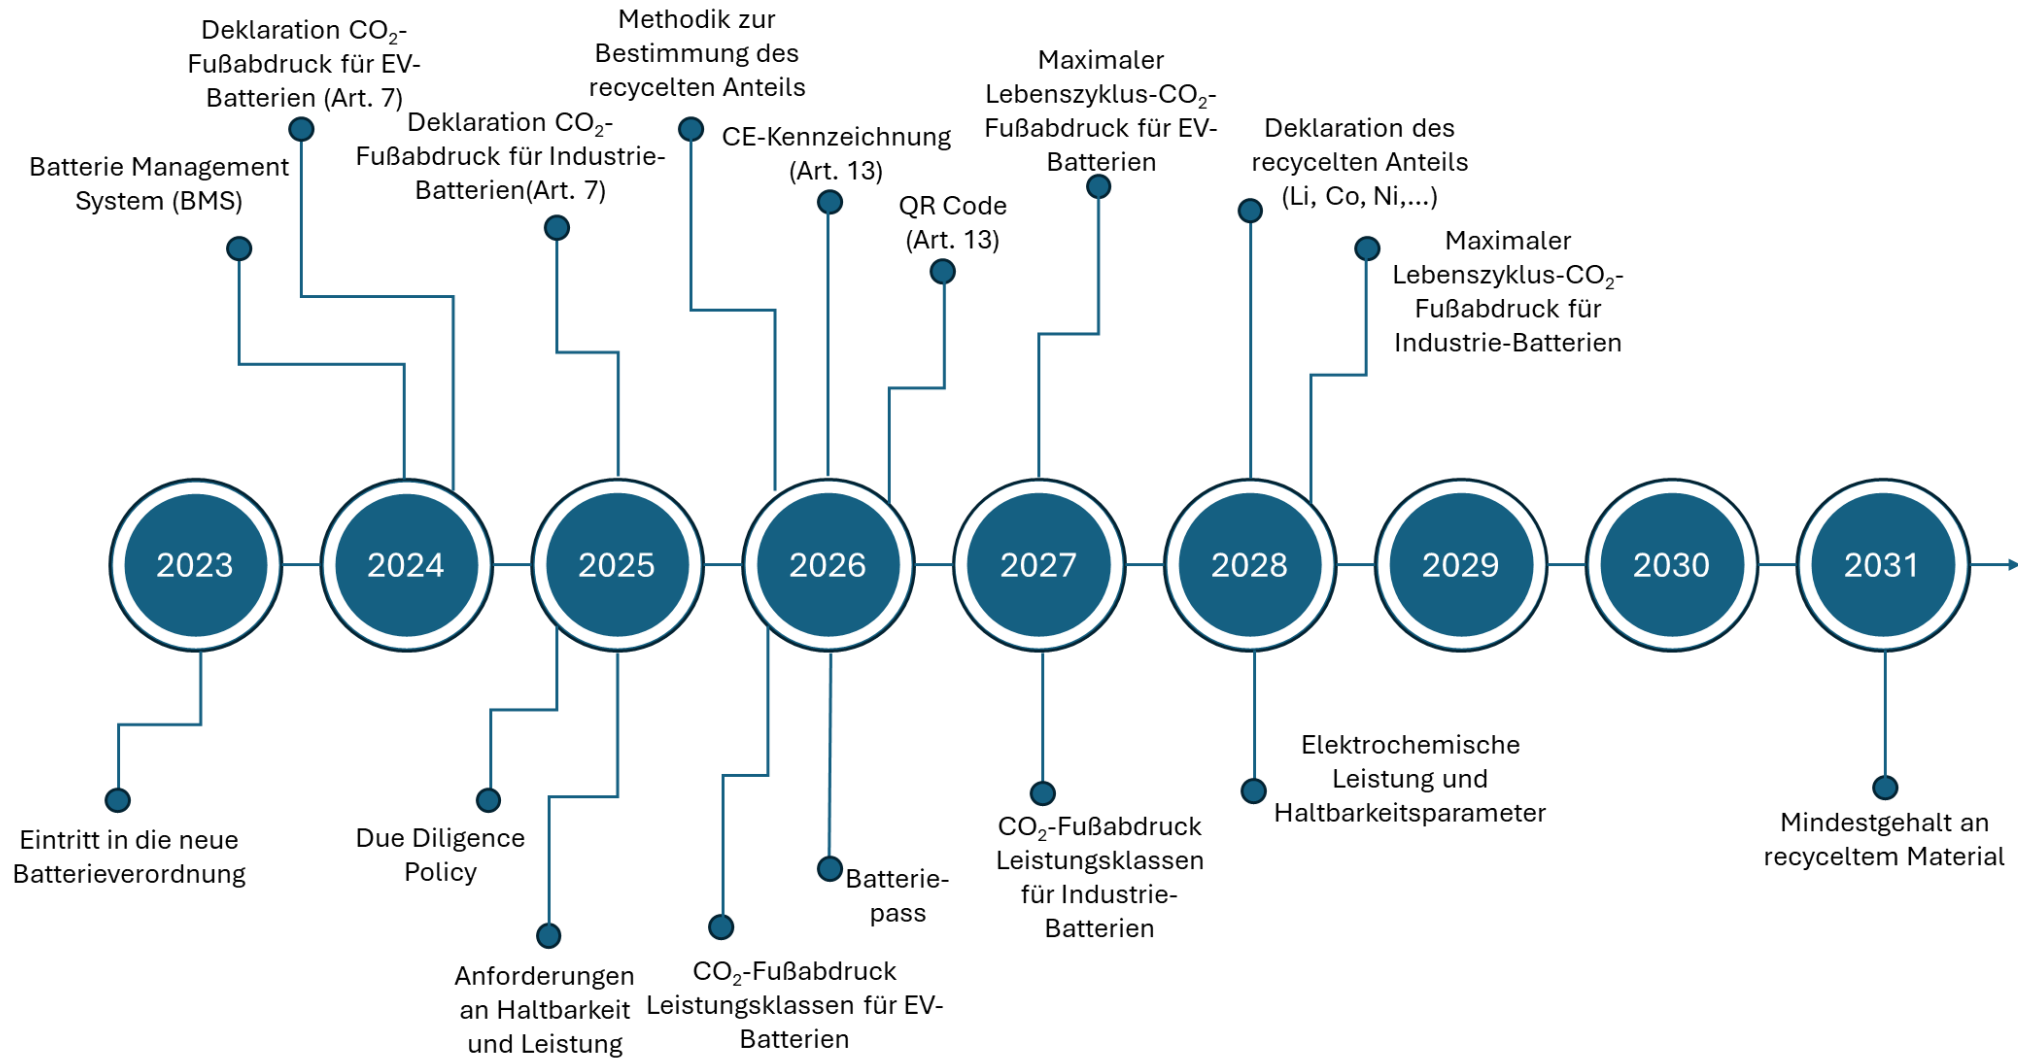 Deklaration CO₂-
Fußabdruck für EV-
Batterien (Art. 7)
Methodik zur
Bestimmung des
recycelten Anteils
Maximaler
Lebenszyklus-CO₂-
Fußabdruck für EV-
Batterien
Batterie Management
System (BMS)
Deklaration CO₂-
Fußabdruck für Industrie-
Batterien(Art. 7)
CE-Kennzeichnung
(Art. 13)
QR Code
(Art. 13)
Deklaration des
recycelten Anteils
(Li, Co, Ni,...)
Maximaler
Lebenszyklus-CO₂-
Fußabdruck für
Industrie-Batterien
2023
2024
2025
2026
2027
2028
2029
2030
2031
Eintritt in die neue
Batterieverordnung
Due Diligence
Policy
Anforderungen
an Haltbarkeit
und Leistung
CO₂-Fußabdruck
Leistungsklassen für EV-
Batterien
Batterie-
pass
CO₂-Fußabdruck
Leistungsklassen
für Industrie-
Batterien
Elektrochemische
Leistung und
Haltbarkeitsparameter
Mindestgehalt an
recyceltem Material